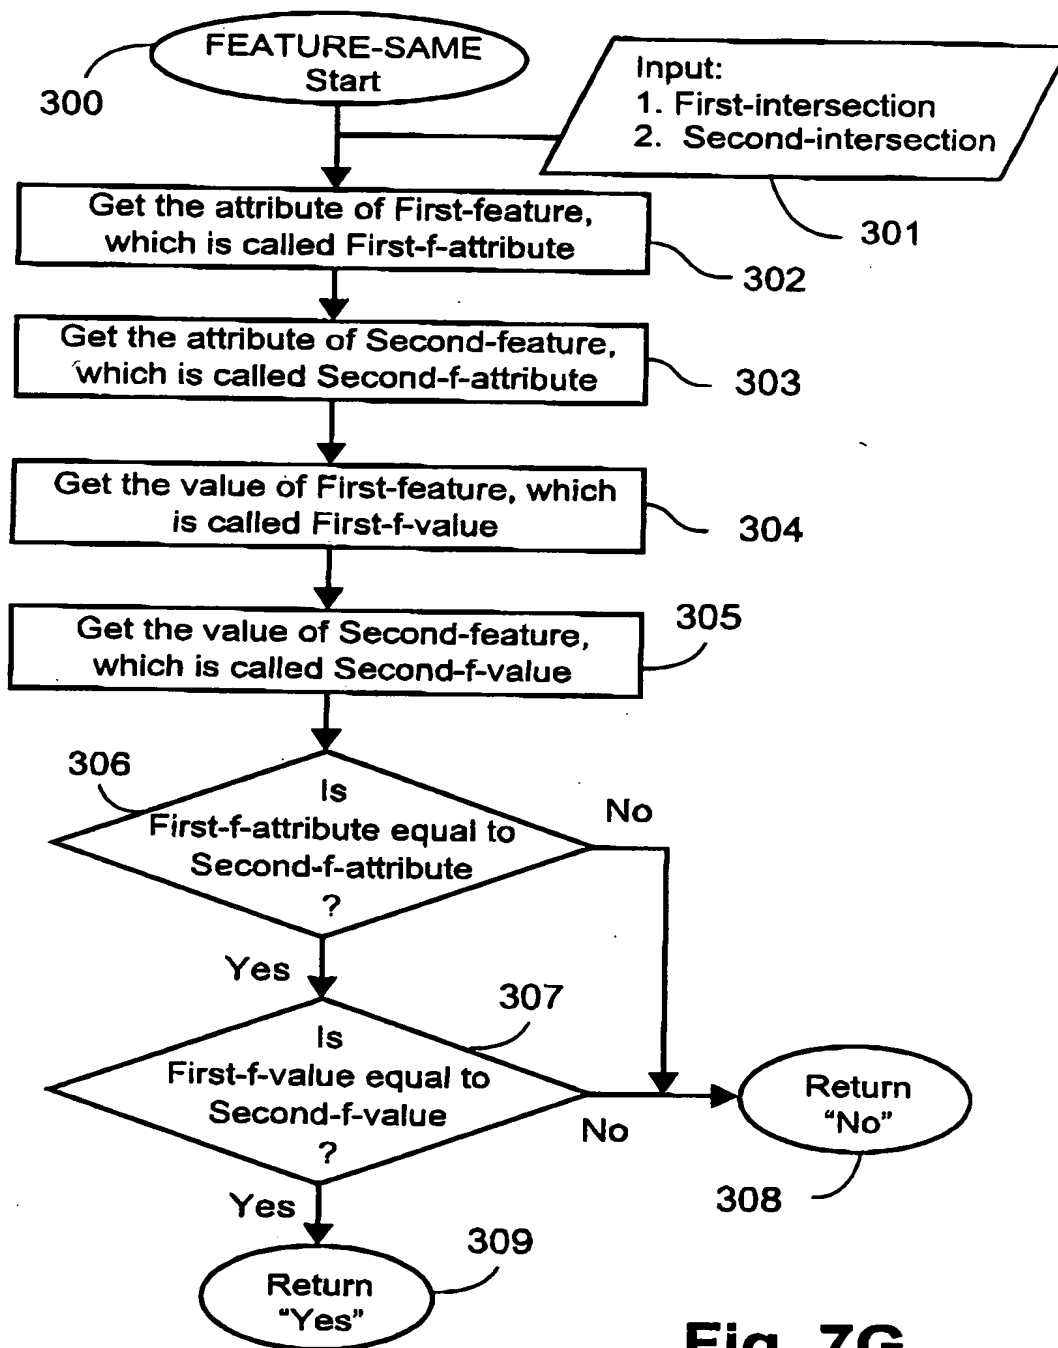 FEATURE-SAME
Start
300
Input:
1. First-intersection
2. Second-intersection
301
Get the attribute of First-feature,
which is called First-f-attribute
302
Get the attribute of Second-feature,
which is called Second-f-attribute
303
Get the value of First-feature, which
is called First-f-value
304
Get the value of Second-feature,
which is called Second-f-value
305
306
Is
First-f-attribute equal to
Second-f-attribute
?
No
Yes
307
Is
First-f-value equal to
Second-f-value
?
No
Return
"No"
308
Yes
309
Return
"Yes"
Fig. 7G